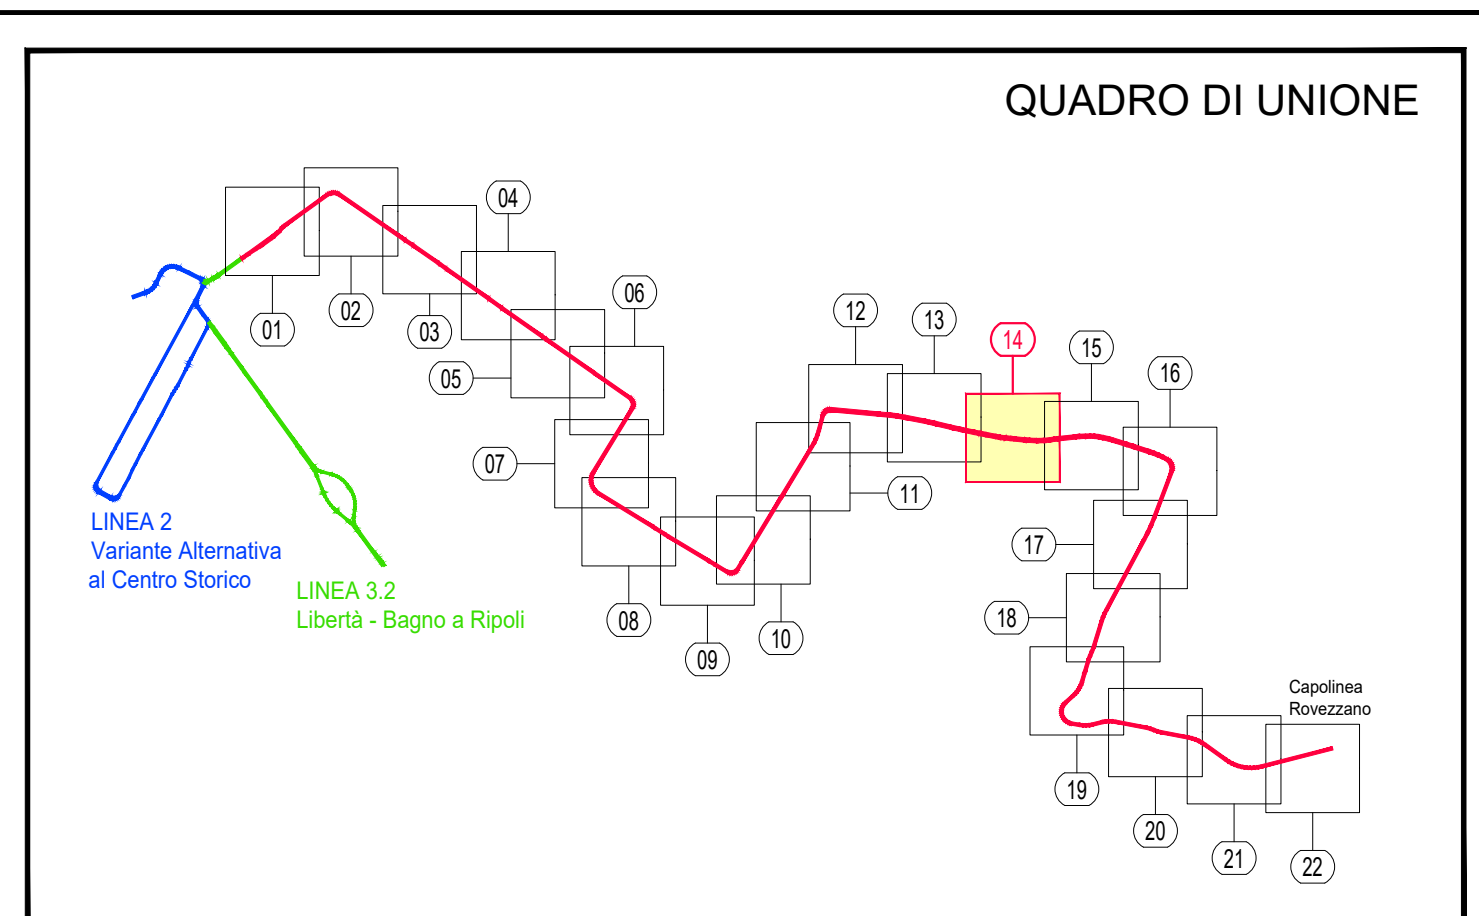 QUADRO DI UNIONE
04
06
01
02
03
12
13
14
15
16
05
07
11
LINEA 2
Variante Alternativa
al Centro Storico
17
LINEA 3.2
Libertà - Bagno a Ripoli
08
09
10
18
Capolinea
Rovezzano
19
20
21
22